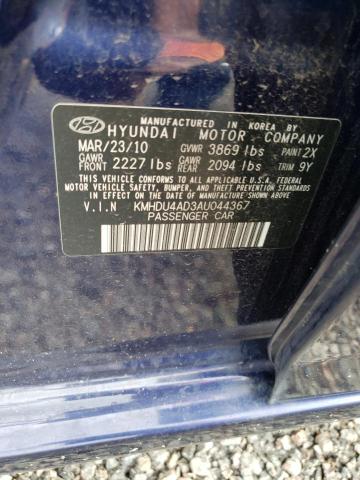 MANUFACTURED IN KOREA BY
HYUNDAI MOTOR COMPANY
MAR/23/10 GVWR 3869 lbs PAINT 2X
GAWR FRONT 2227 lbs GAWR REAR 2094 lbs TRIM 9Y
THIS VEHICLE CONFORMS TO ALL APPLICABLE U.S.A. FEDERAL
MOTOR VEHICLE SAFETY, BUMPER, AND THEFT PREVENTION STANDARDS
IN EFFECT ON THE DATE OF MANUFACTURE SHOWN ABOVE.
V.I.N KMHDU4AD3AU044367
PASSENGER CAR